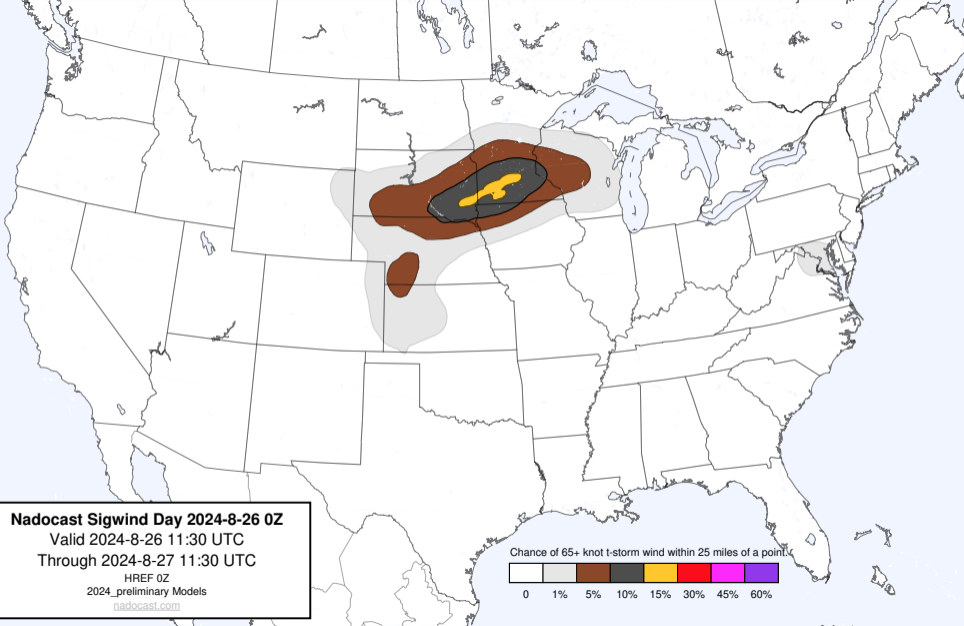 Nadocast Sigwind Day 2024-8-26 0Z
Valid 2024-8-26 11:30 UTC
Through 2024-8-27 11:30 UTC
HREF 0Z
2024_preliminary Models
nadocast.com
Chance of 65+ knot t-storm wind within 25 miles of a point.
0 1% 5% 10% 15% 30% 45% 60%